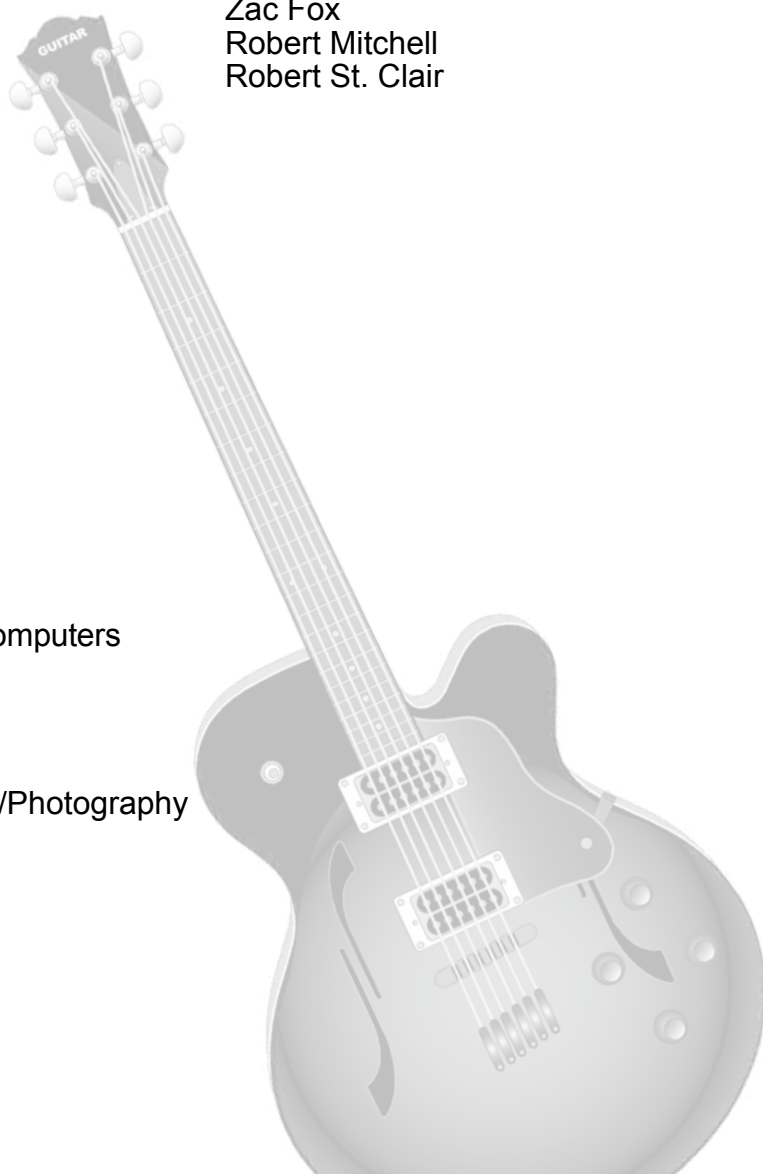 Zac Fox
Robert Mitchell
Robert St. Clair
GUITAR
omputers
/Photography